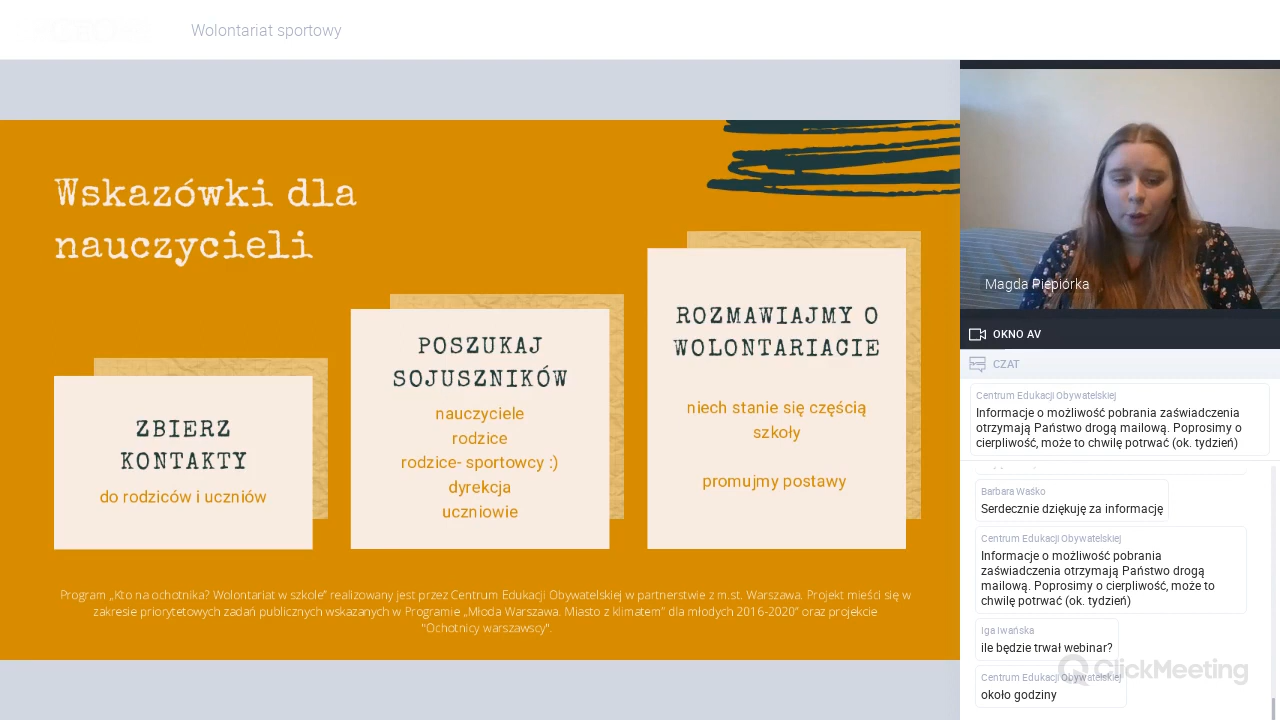 Wolontariat sportowy
Wskazówki dla
nauczycieli
ZBIERZ
KONTAKTY
do rodziców i uczniów
POSZUKAJ
SOJUSZNIKÓW
nauczyciele
rodzice
rodzice- sportowcy :)
dyrekcja
uczniowie
ROZMAWIAJMY O
WOLONTARIACIE
niech stanie się częścią
szkoły
promujmy postawy
Program „Kto na ochotnika? Wolontariat w szkole” realizowany jest przez Centrum Edukacji Obywatelskiej w partnerstwie z m.st. Warszawa. Projekt mieści się w
zakresie priorytetowych zadań publicznych wskazanych w Programie „Młoda Warszawa. Miasto z klimatem” dla młodych 2016-2020” oraz projekcie
"Ochotnicy warszawscy".
Magda Piepiórka
OKNO AV
CZAT
Centrum Edukacji Obywatelskiej
Informacje o możliwość pobrania zaświadczenia
otrzymają Państwo drogą mailową. Poprosimy o
cierpliwość, może to chwilę potrwać (ok. tydzień)
Barbara Waśko
Serdecznie dziękuję za informację
Centrum Edukacji Obywatelskiej
Informacje o możliwość pobrania
zaświadczenia otrzymają Państwo drogą
mailową. Poprosimy o cierpliwość, może to
chwilę potrwać (ok. tydzień)
Iga Iwańska
ile będzie trwał webinar?
Centrum Edukacji Obywatelskiej
około godziny
ClickMeeting